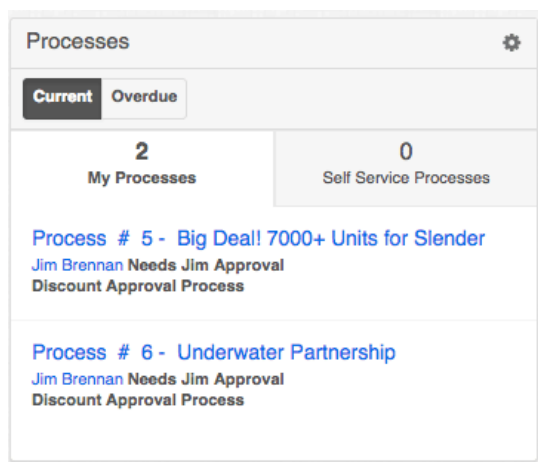 Processes
Current Overdue
2 0
My Processes Self Service Processes
Process # 5 - Big Deal! 7000+ Units for Slender
Jim Brennan Needs Jim Approval
Discount Approval Process
Process # 6 - Underwater Partnership
Jim Brennan Needs Jim Approval
Discount Approval Process